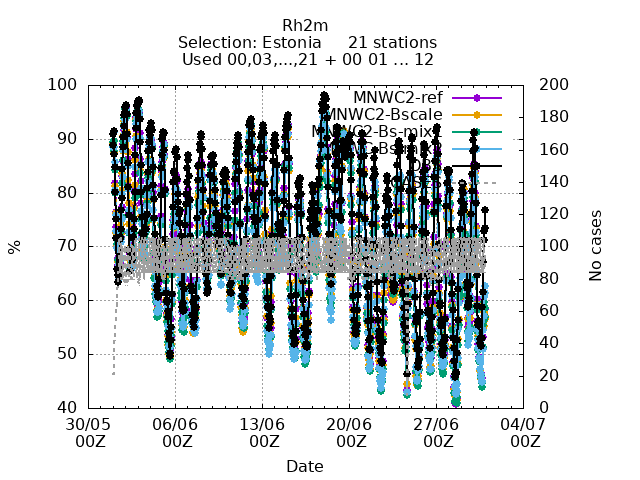 Rh2m
Selection: Estonia 21 stations
Used 00,03,...,21 + 00 01 ... 12
100
90
80
70
60
50
40
%
200
180
160
140
120
100
80
60
40
20
0
No cases
MNWC2-ref
MNWC2-Bscale
MNWC2-Bs-mix
30/05 06/06 13/06 20/06 27/06 04/07
00Z 00Z 00Z 00Z 00Z 00Z
Date